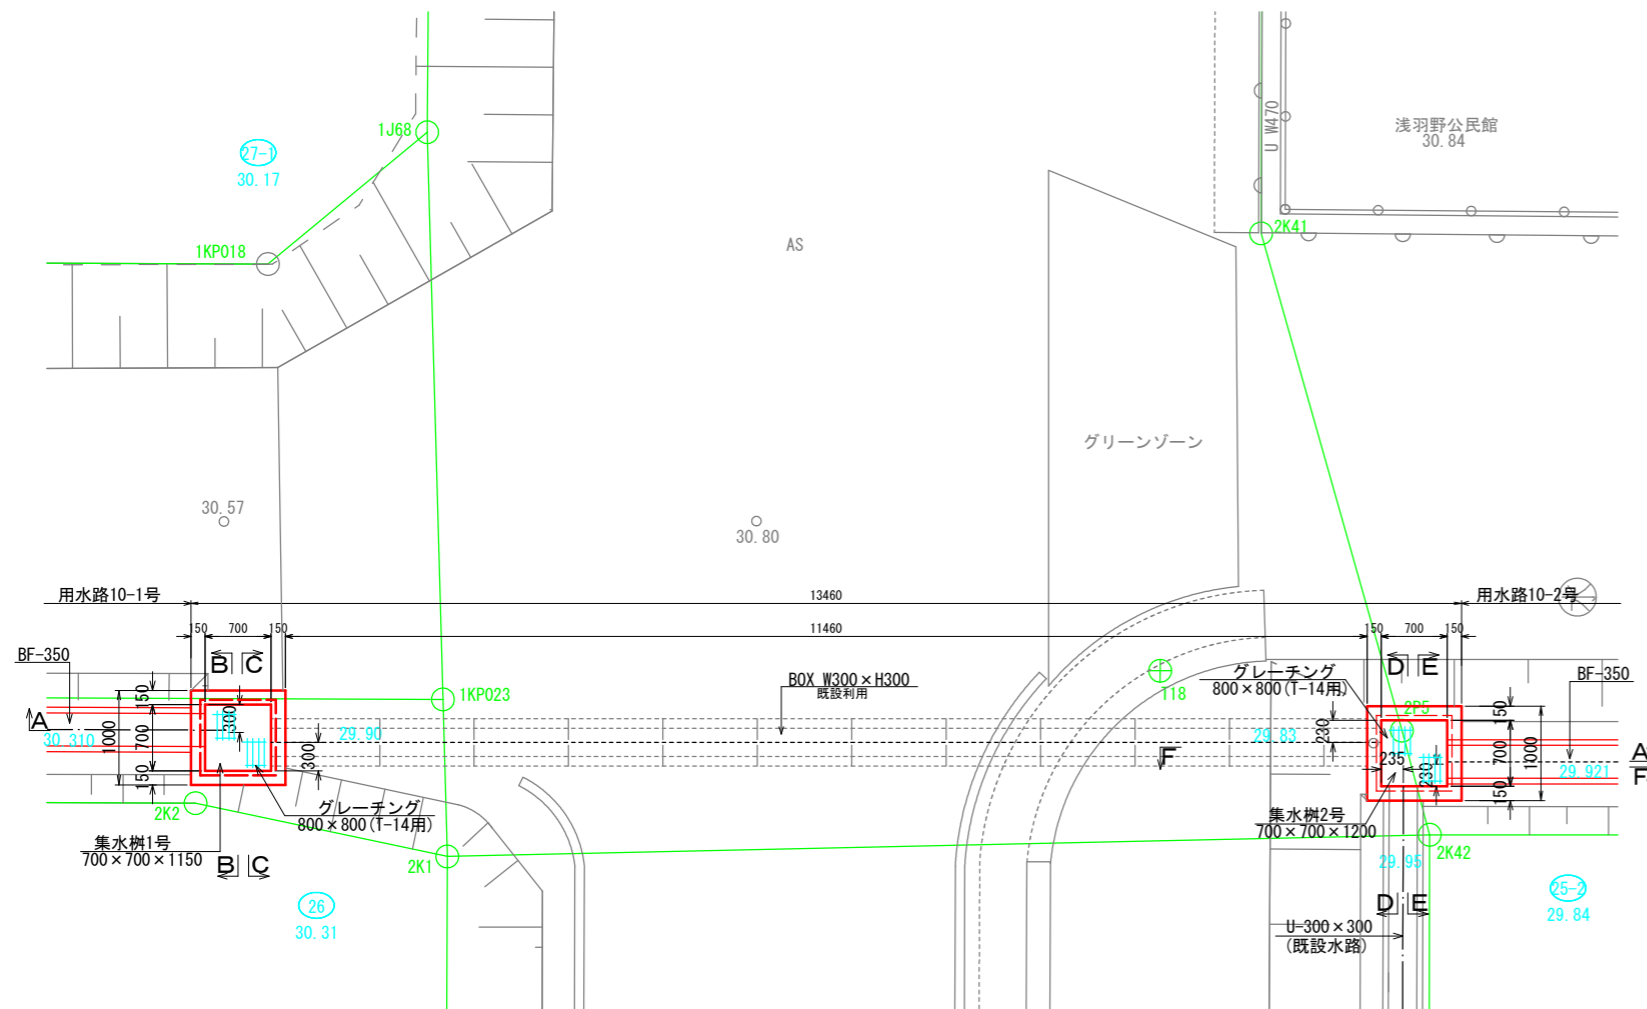 1J68
27-1
30.17
1KP018
AS
U W470
浅羽野公民館
30.84
2K41
グリーンゾーン
30.57
30.80
用水路10-1号
13460
用水路10-2号
150
700
150
11460
150
700
150
BF-350
B
C
1KP023
BOX W300×H300
既設利用
T18
グレーチング
800×800(T-14用)
D
E
BF-350
2P5
A
30.310
1000
150
700
150
300
300
29.90
29.83
F
230
235
230
150
700
150
1000
29.921
A
F
2K2
グレーチング
800×800(T-14用)
集水桝1号
700×700×1150
B
C
2K1
集水桝2号
700×700×1200
2K42
29.95
26
30.31
25-2
29.84
D
E
U-300×300
(既設水路)